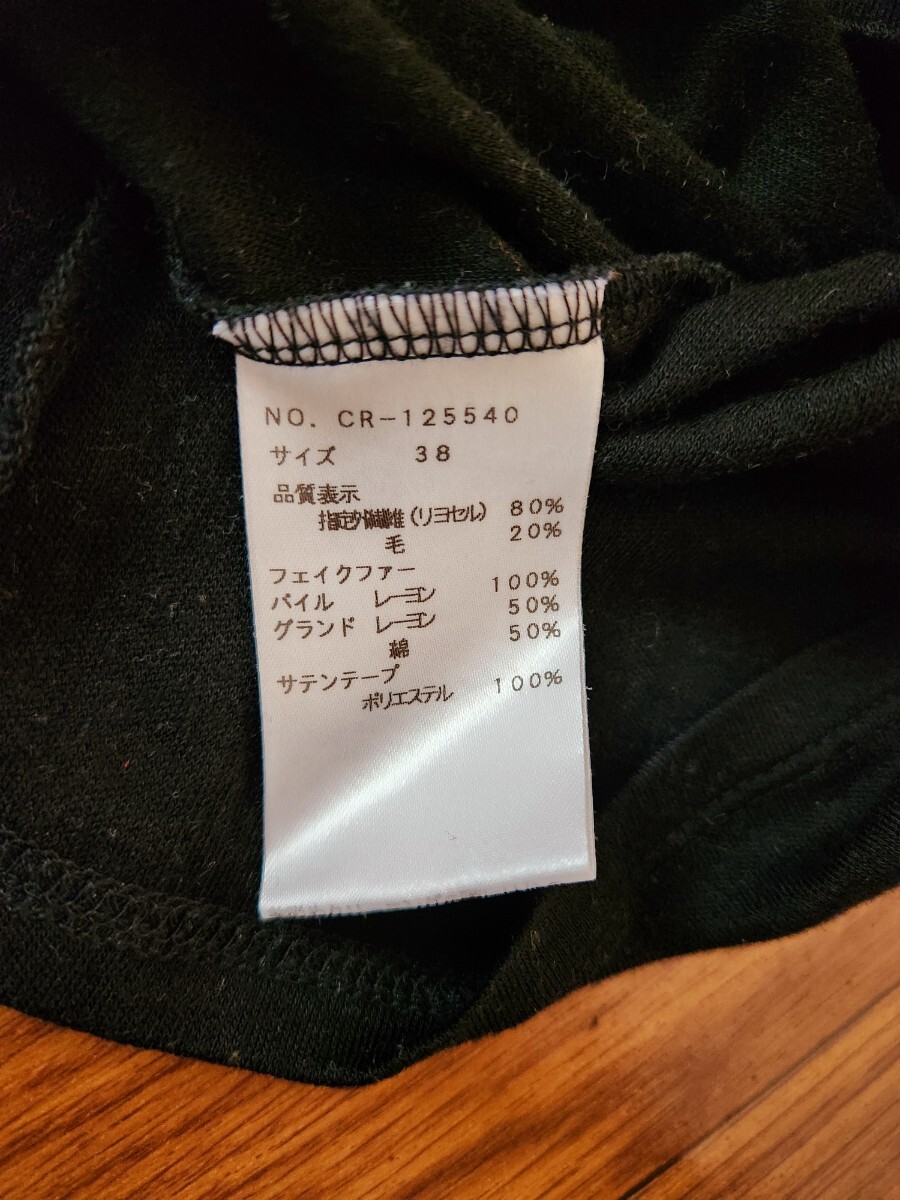 NO. CR-125540
サイズ 38
品質表示
指定外繊維(リヨセル) 80%
毛 20%
フェイクファー
パイル レーヨン 100%
グランド レーヨン 50%
綿 50%
サテンテープ
ポリエステル 100%